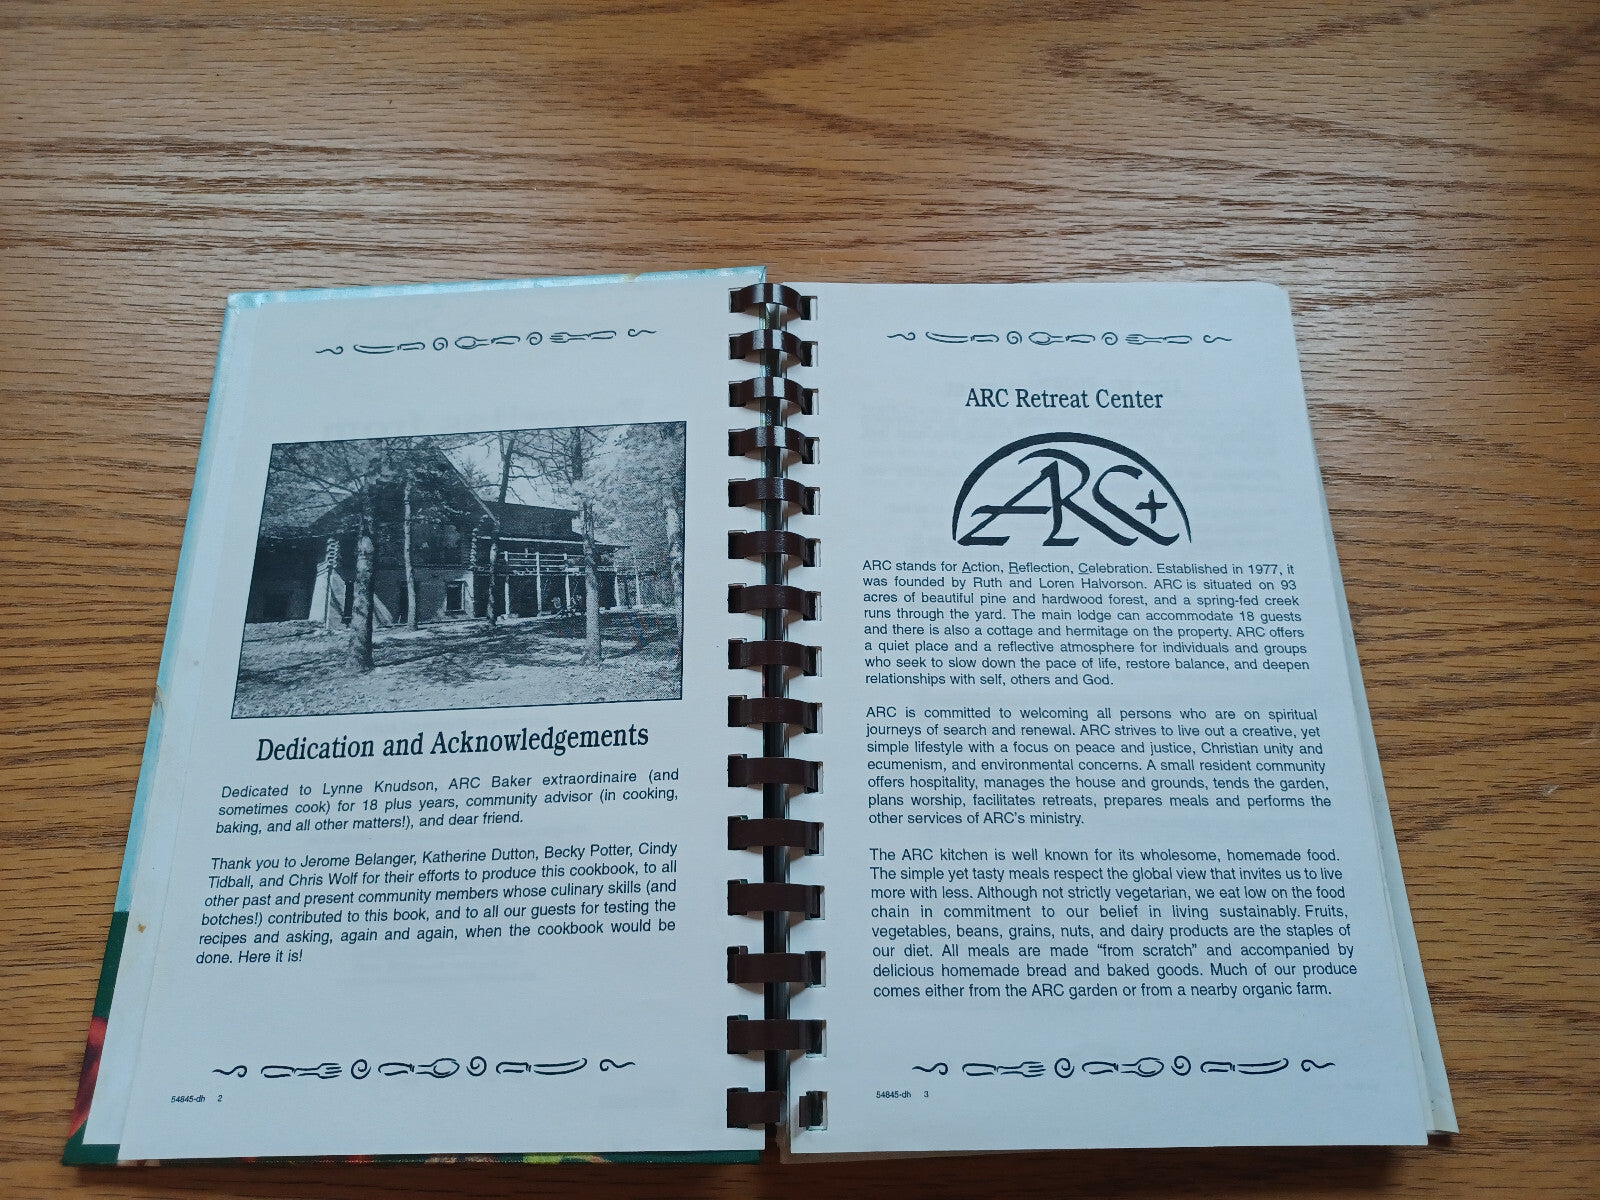 Dedication and Acknowledgements
Dedicated to Lynne Knudson, ARC Baker extraordinaire (and
sometimes cook) for 18 plus years, community advisor (in cooking,
baking, and all other matters!), and dear friend.
Thank you to Jerome Belanger, Katherine Dutton, Becky Potter, Cindy
Tidball, and Chris Wolf for their efforts to produce this cookbook, to all
other past and present community members whose culinary skills (and
botches!) contributed to this book, and to all our guests for testing the
recipes and asking, again and again, when the cookbook would be
done. Here it is!
54845-dh 2
ARC Retreat Center
ARC+
ARC stands for Action, Reflection, Celebration. Established in 1977, it
was founded by Ruth and Loren Halvorson. ARC is situated on 93
acres of beautiful pine and hardwood forest, and a spring-fed creek
runs through the yard. The main lodge can accommodate 18 guests
and there is also a cottage and hermitage on the property. ARC offers
a quiet place and a reflective atmosphere for individuals and groups
who seek to slow down the pace of life, restore balance, and deepen
relationships with self, others and God.
ARC is committed to welcoming all persons who are on spiritual
journeys of search and renewal. ARC strives to live out a creative, yet
simple lifestyle with a focus on peace and justice, Christian unity and
ecumenism, and environmental concerns. A small resident community
offers hospitality, manages the house and grounds, tends the garden,
plans worship, facilitates retreats, prepares meals and performs the
other services of ARC's ministry.
The ARC kitchen is well known for its wholesome, homemade food.
The simple yet tasty meals respect the global view that invites us to live
more with less. Although not strictly vegetarian, we eat low on the food
chain in commitment to our belief in living sustainably. Fruits,
vegetables, beans, grains, nuts, and dairy products are the staples of
our diet. All meals are made “from scratch” and accompanied by
delicious homemade bread and baked goods. Much of our produce
comes either from the ARC garden or from a nearby organic farm.
54845-dh 3